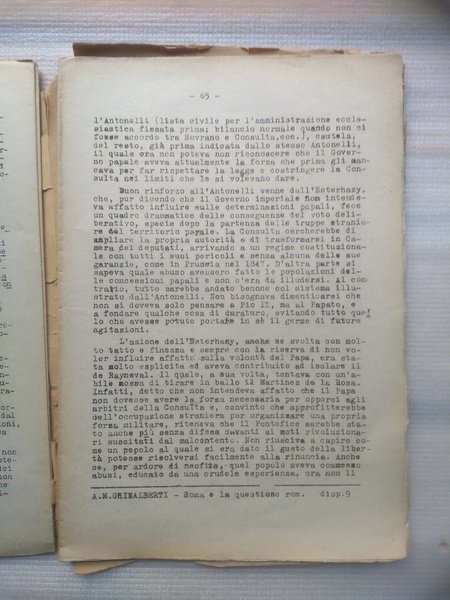 - 65 -
l'Antonelli (lista civile per l'amministrazione eccle-
siastica fissata prima; bilancio normale quando non ci
fosse accordo tra Sovrano e Consulta, ecc.), cautela,
del resto, già prima indicata dallo stesso Antonelli,
il quale ora non poteva non riconoscere che il Gover-
no papale aveva attualmente la forza che prima gli man-
cava per far rispettare la legge e costringere la Con-
sulta nei limiti che le si volevano dare.
Buon rinforzo all'Antonelli venne dall'Esterhazy,
che, pur dicendo che il Governo imperiale non intende-
va affatto influire sulle determinazioni papali, fece
un quadro drammatico delle conseguenze del voto deli-
berativo, specie dopo la partenza delle truppe stranie-
re dal territorio papale. La Consulta cercherebbe di
ampliare la propria autorità e di trasformarsi in Ca-
mera dei deputati, arrivando a un regime costituziona-
le con tutti i suoi pericoli e senza alcuna delle sue
garanzie, come in Prussia nel 1847. D'altra parte si
sapeva quale abuso avessero fatto le popolazioni del-
le concessioni papali e non c'era da illudersi. Al con-
trario, tutto sarebbe andato benone col sistema illu-
strato dall'Antonelli. Non bisognava dimenticarsi che
non si doveva solo pensare a Pio IX, ma al Papato, e
a fondare qualche cosa di duraturo, evitando tutto quel
lo che avesse potuto portare in sè il germe di future
agitazioni.
L'azione dell'Esterhazy, anche se svolta con mol-
to tatto e finezza e sempre con la riserva di non vo-
ler influire affatto sulla volontà del Papa, era sta-
ta molto esplicita ed aveva contribuito ad isolare il
de Rayneval. Il quale, a sua volta, tentava con un'a-
bile mossa di tirare in ballo il Martinez de la Rosa.
Infatti, detto che non intendeva affatto che il Papa
non dovesse avere la forza necessaria per opporsi agli
arbitri della Consulta e, convinto che approfitterebbe
dell'occupazione straniera per organizzare una propria
forza militare, riteneva che il Pontefice sarebbe sta-
to anche più senza difesa davanti ai moti rivoluziona-
ri suscitati dal malcontento. Non riusciva a capire co-
me un popolo al quale si era dato il gusto della liber-
tà potesse risolversi facilmente alla rinuncia. Anche
se, per ardore di neofita, quel popolo aveva commesso
abusi, educato da una crudele esperienza, ora non li
A.M. GHISALBERTI - Roma e la questione rom. disp. 9